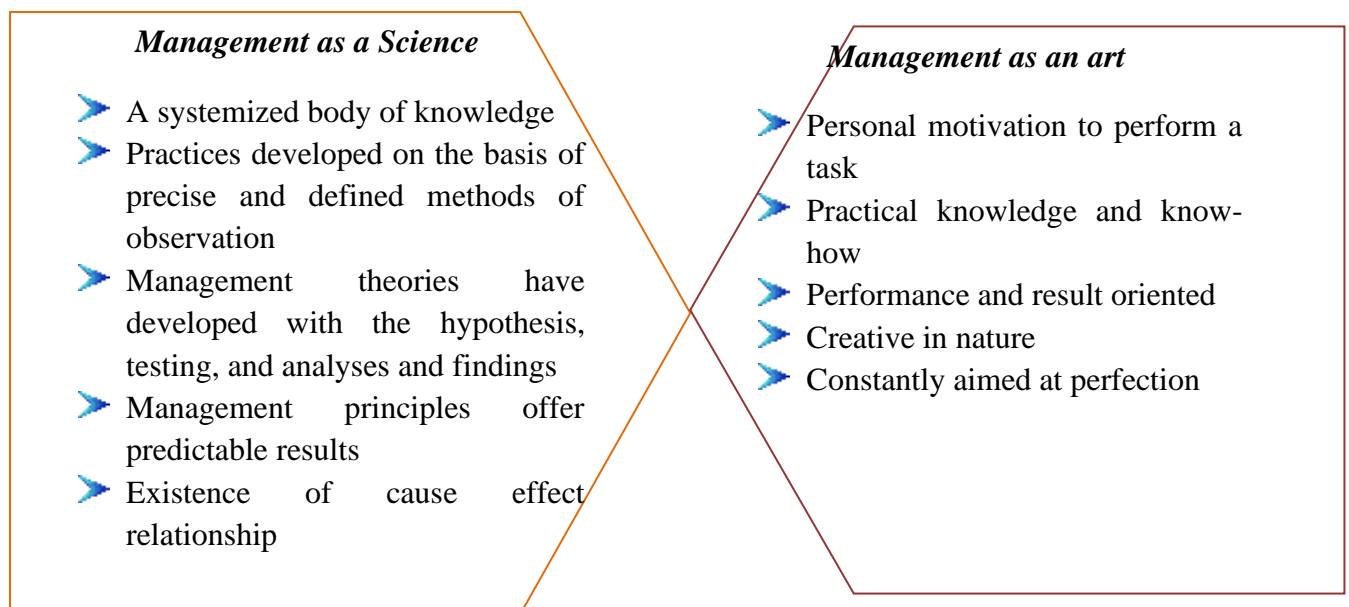 Management as a Science
A systemized body of knowledge
Practices developed on the basis of
precise and defined methods of
observation
Management theories have
developed with the hypothesis,
testing, and analyses and findings
Management principles offer
predictable results
Existence of cause effect
relationship
Management as an art
Personal motivation to perform a
task
Practical knowledge and know-
how
Performance and result oriented
Creative in nature
Constantly aimed at perfection